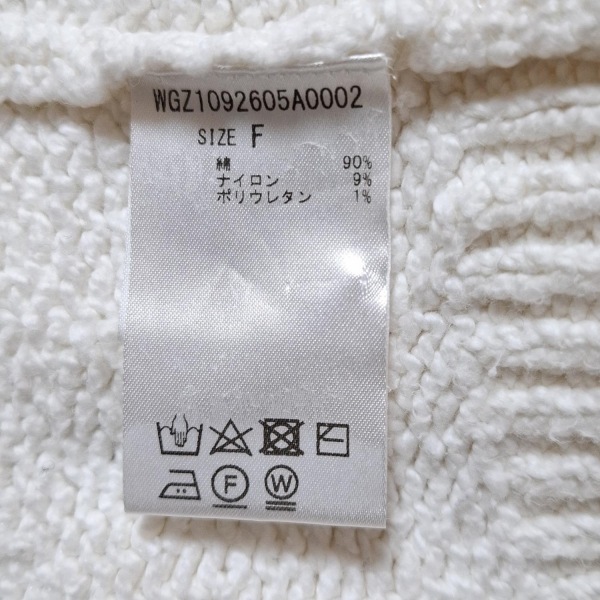 WGZ1092605A0002
SIZE F
綿 90%
ナイロン 9%
ポリウレタン 1%
F W